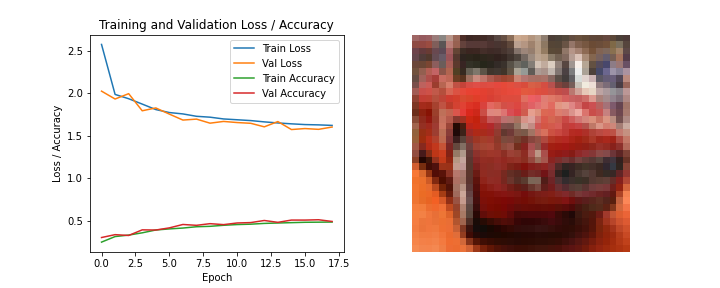 Training and Validation Loss / Accuracy
Train Loss
Val Loss
Train Accuracy
Val Accuracy
2.5
2.0
1.5
1.0
0.5
Loss / Accuracy
0.0 2.5 5.0 7.5 10.0 12.5 15.0 17.5
Epoch